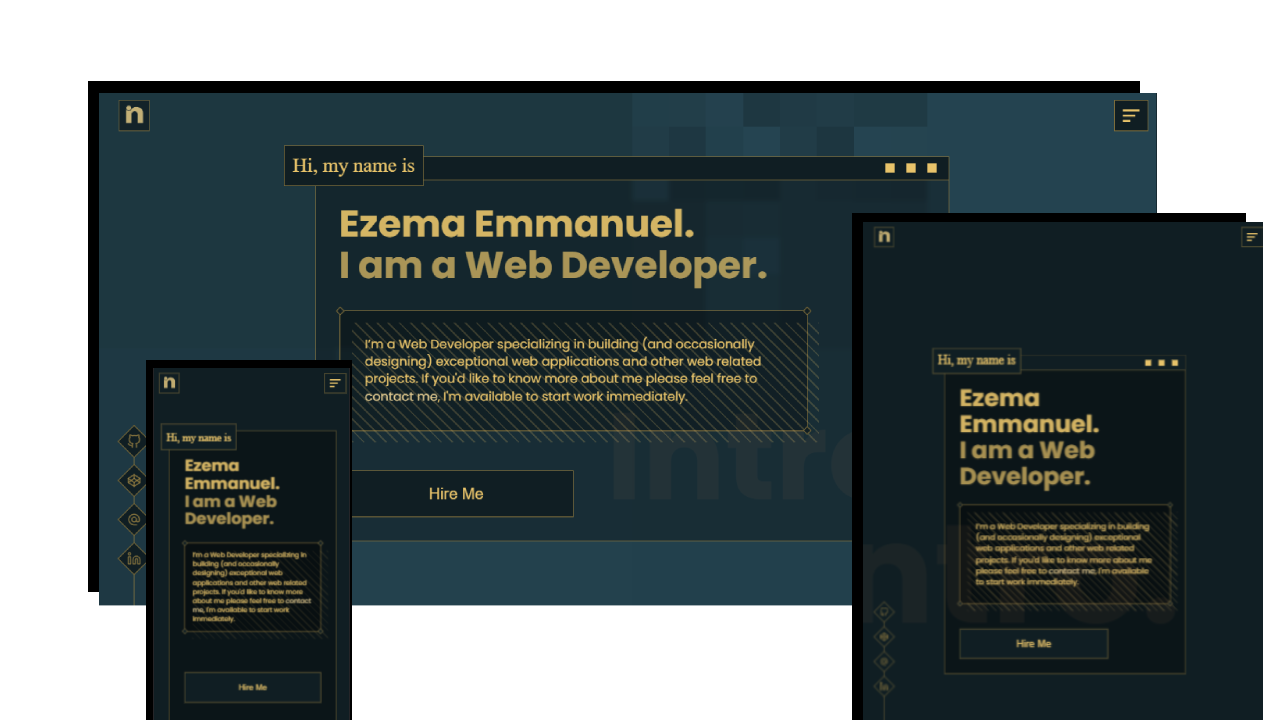 n
Hi, my name is
Ezema Emmanuel.
I am a Web Developer.
I'm a Web Developer specializing in building (and occasionally
designing) exceptional web applications and other web related
projects. If you'd like to know more about me please feel free to
contact me, I'm available to start work immediately.
Intro
Hire Me
n
Hi, my name is
Ezema
Emmanuel.
I am a Web
Developer.
I'm a Web Developer specializing in
building (and occasionally
designing) exceptional web
applications and other web related
projects. If you'd like to know more
about me please feel free to contact
me, I'm available to start work
immediately.
Hire Me
n
Hi, my name is
Ezema
Emmanuel.
I am a Web
Developer.
I'm a Web Developer specializing in building
(and occasionally designing) exceptional
web applications and other web related
projects. If you'd like to know more about me
please feel free to contact me, I'm available
to start work immediately.
ntro.
Hire Me